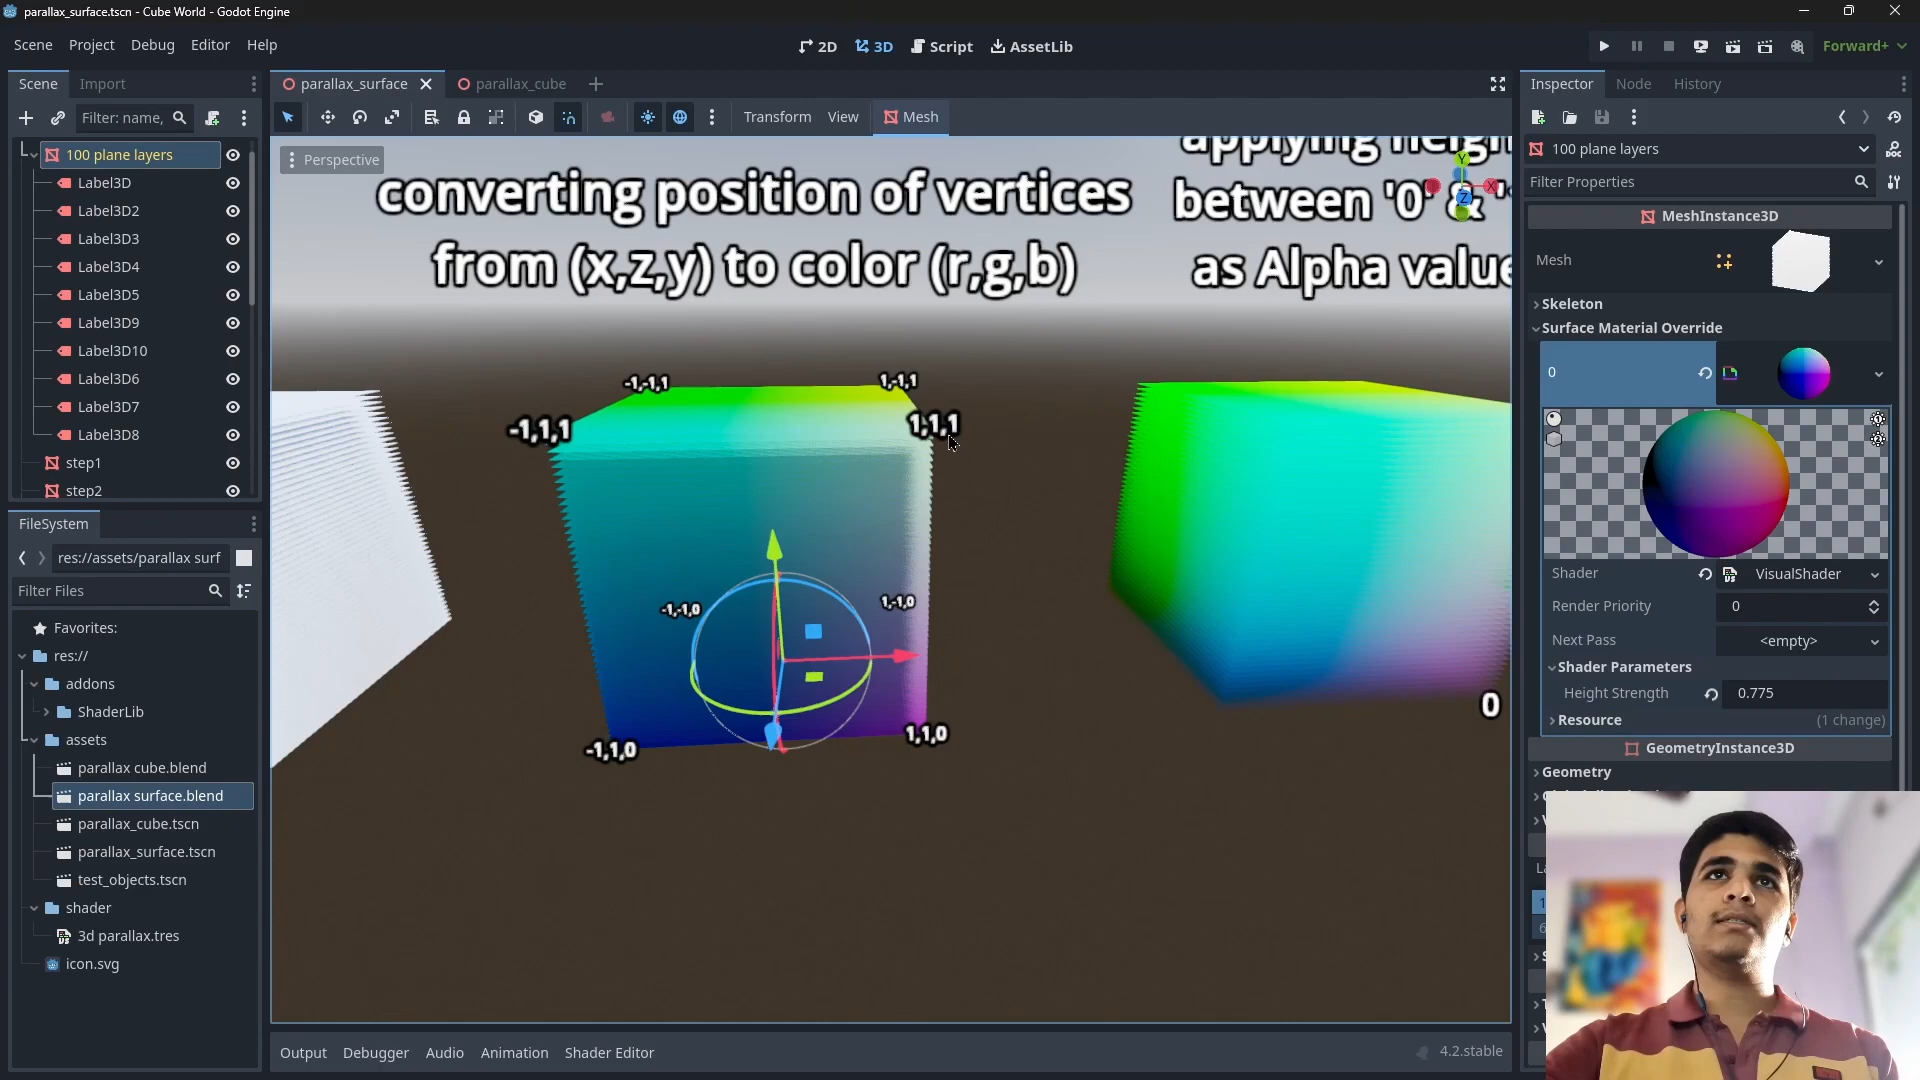 parallax_surface.tscn - Cube World - Godot Engine
Scene Project Debug Editor Help
2D 3D Script AssetLib
Forward+
Scene Import
parallax_surface parallax_cube
Inspector Node History
Filter: name,
Transform View Mesh
100 plane layers
Label3D
Label3D2
Label3D3
Label3D4
Label3D5
Label3D9
Label3D10
Label3D6
Label3D7
Label3D8
step1
step2
FileSystem
res://assets/parallax surf
Filter Files
Favorites:
res://
addons
ShaderLib
assets
parallax cube.blend
parallax surface.blend
parallax_cube.tscn
parallax_surface.tscn
test_objects.tscn
shader
3d parallax.tres
icon.svg
Perspective
converting position of vertices
from (x,z,y) to color (r,g,b)
applying
between '0' &
as Alpha value
Y
X
Z
-1,-1,1
1,-1,1
-1,1,1
1,1,1
-1,-1,0
1,-1,0
-1,1,0
1,1,0
0
Output Debugger Audio Animation Shader Editor
4.2.stable
100 plane layers
Filter Properties
MeshInstance3D
Mesh
Skeleton
Surface Material Override
0
Shader VisualShader
Render Priority 0
Next Pass <empty>
Shader Parameters
Height Strength 0.775
Resource (1 change)
GeometryInstance3D
Geometry